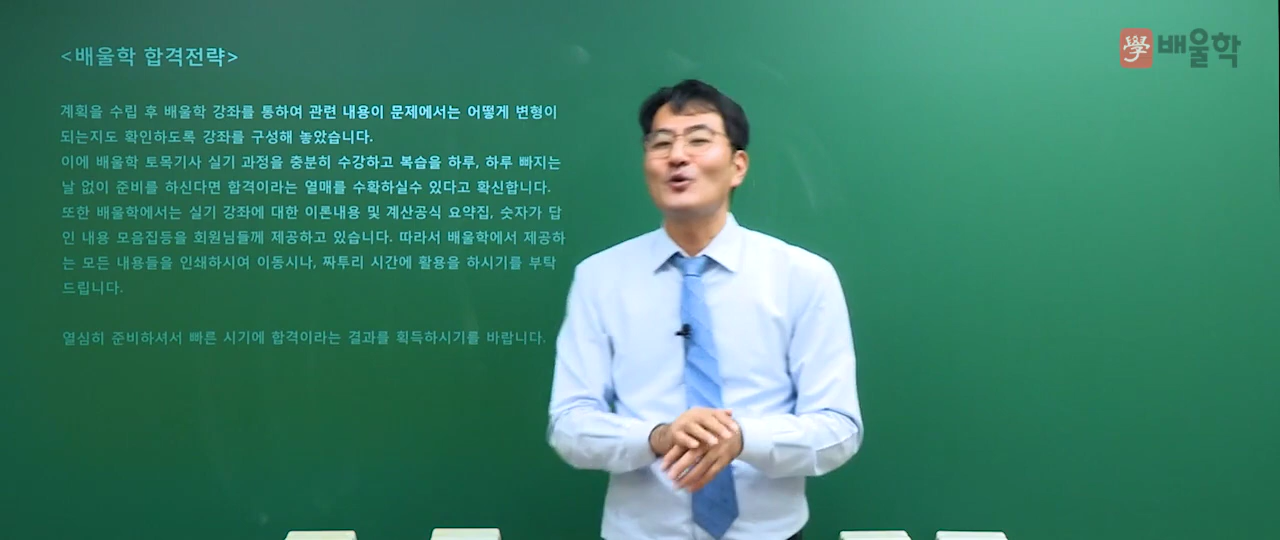 <배울학 합격전략>
學 배울학
계획을 수립 후 배울학 강좌를 통하여 관련 내용이 문제에서는 어떻게 변형이
되는지도 확인하도록 강좌를 구성해 놓았습니다.
이에 배울학 토목기사 실기 과정을 충분히 수강하고 복습을 하루, 하루 빠지는
날 없이 준비를 하신다면 합격이라는 열매를 수확하실수 있다고 확신합니다.
또한 배울학에서는 실기 강좌에 대한 이론내용 및 계산공식 요약집, 숫자가 답
인 내용 모음집등을 회원님들께 제공하고 있습니다. 따라서 배울학에서 제공하
는 모든 내용들을 인쇄하시여 이동시나, 짜투리 시간에 활용을 하시기를 부탁
드립니다.
열심히 준비하셔서 빠른 시기에 합격이라는 결과를 획득하시기를 바랍니다.